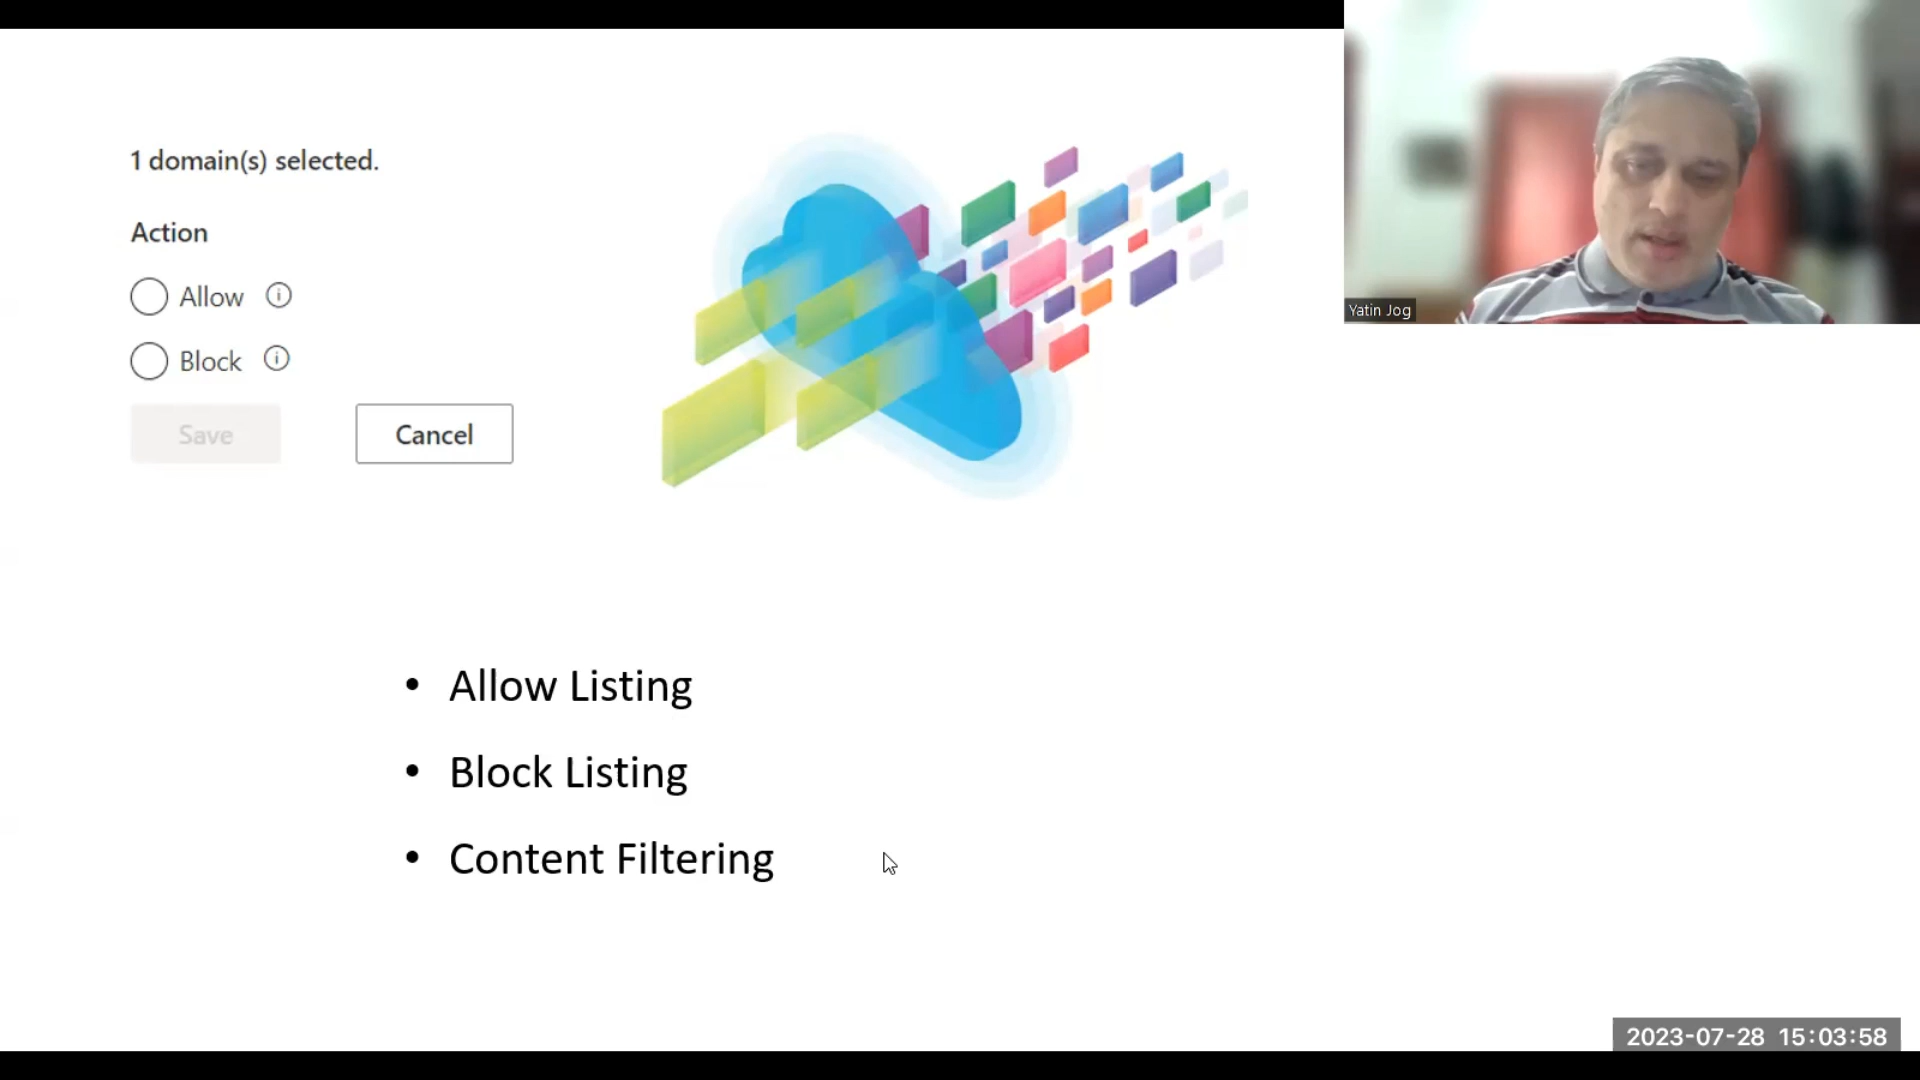 1 domain(s) selected.
Action
Allow
Block
Save
Cancel
Yatin Jog
• Allow Listing
• Block Listing
• Content Filtering
2023-07-28 15:03:58